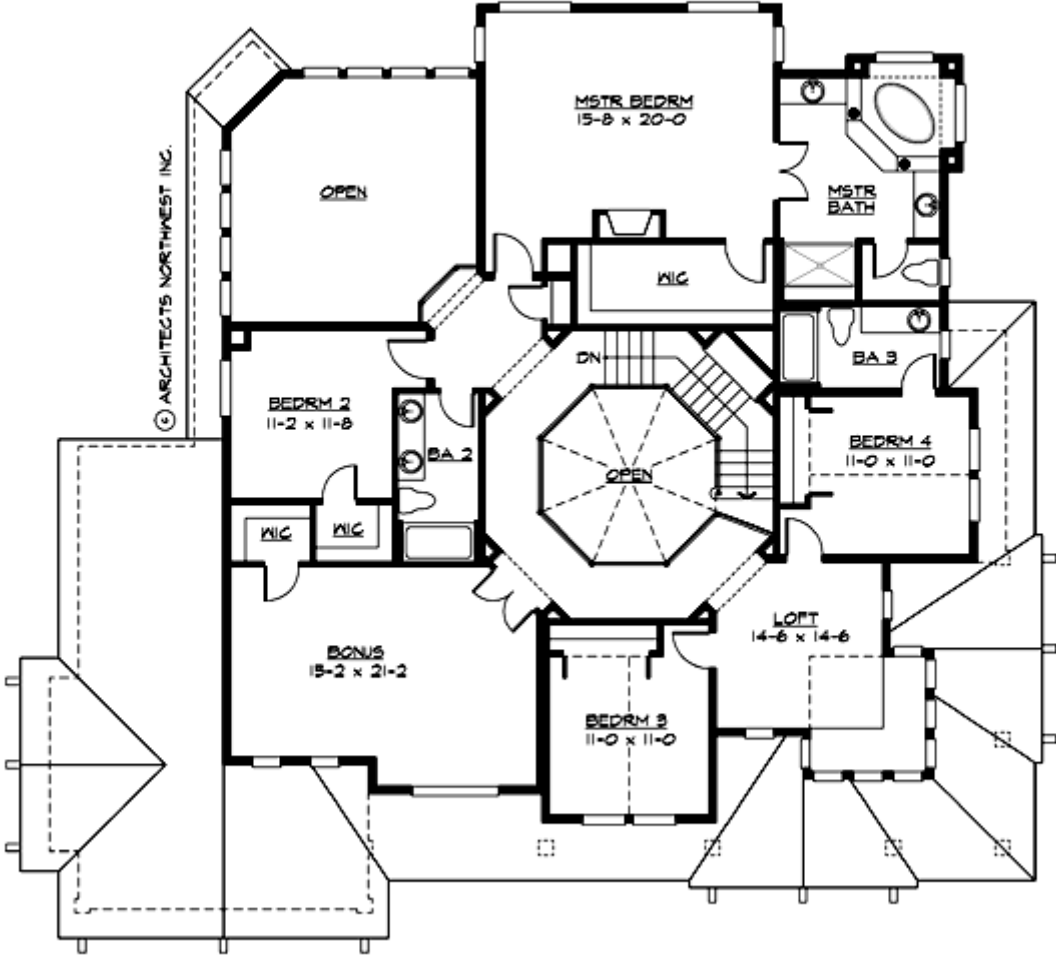 MSTR BEDRM
15-8 x 20-0
© ARCHITECTS NORTHWEST INC.
OPEN
MSTR
BATH
WIC
DN
BA 3
BEDRM 2
11-2 x 11-8
BA 2
BEDRM 4
11-0 x 11-0
OPEN
WIC
WIC
LOFT
14-6 x 14-6
BONUS
15-2 x 21-2
BEDRM 3
11-0 x 11-0